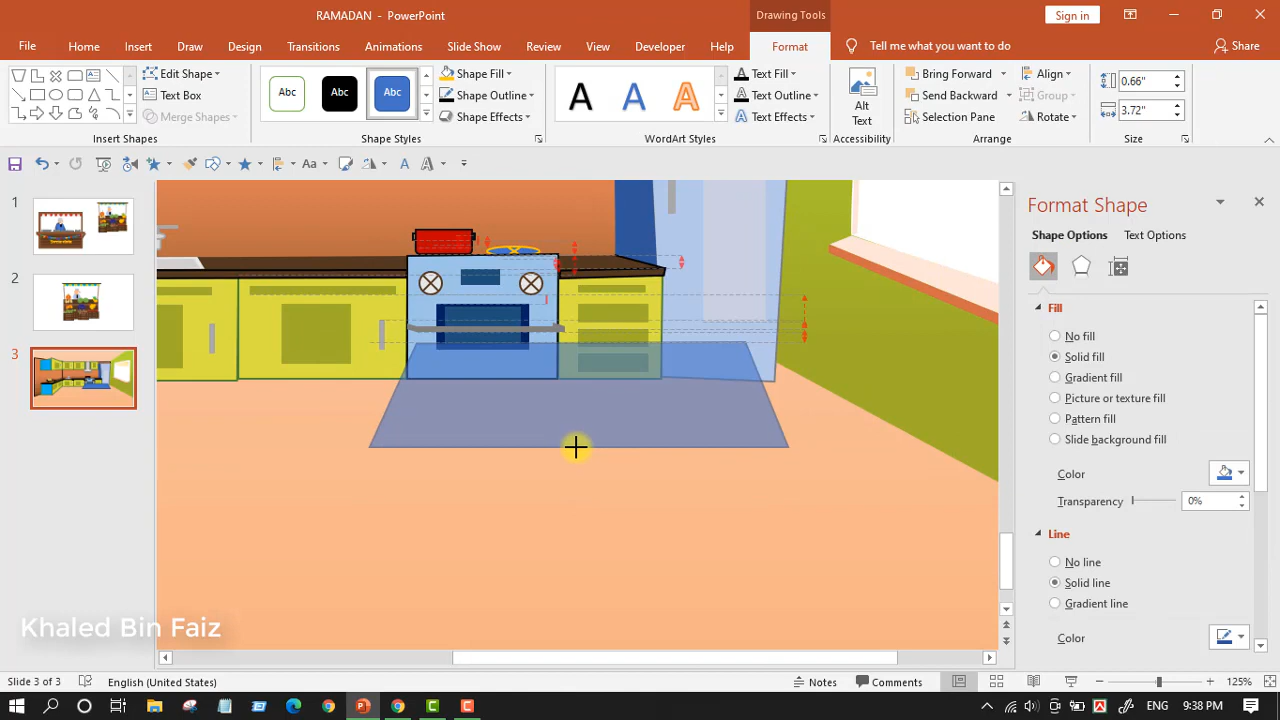 RAMADAN - PowerPoint
Drawing Tools
Sign in
File Home Insert Draw Design Transitions Animations Slide Show Review View Developer Help Format Tell me what you want to do Share
Edit Shape
Text Box
Merge Shapes
Insert Shapes
Abc Abc Abc
Shape Fill
Shape Outline
Shape Effects
Shape Styles
A A A
Text Fill
Text Outline
Text Effects
WordArt Styles
Alt
Text
Accessibility
Bring Forward
Send Backward
Selection Pane
Align
Group
Rotate
Arrange
0.66"
3.72"
Size
Aa A A
1
2
3
Format Shape
Shape Options Text Options
Fill
No fill
Solid fill
Gradient fill
Picture or texture fill
Pattern fill
Slide background fill
Color
Transparency 0%
Line
No line
Solid line
Gradient line
Color
Khaled Bin Faiz
Slide 3 of 3 English (United States) Notes Comments 125%
9:38 PM